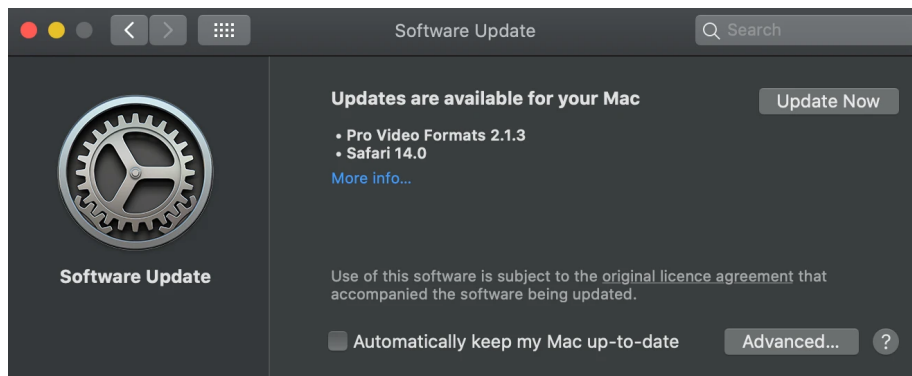 Software Update
Search
Updates are available for your Mac
Update Now
• Pro Video Formats 2.1.3
• Safari 14.0
More info...
Software Update
Use of this software is subject to the original licence agreement that
accompanied the software being updated.
Automatically keep my Mac up-to-date
Advanced...
?